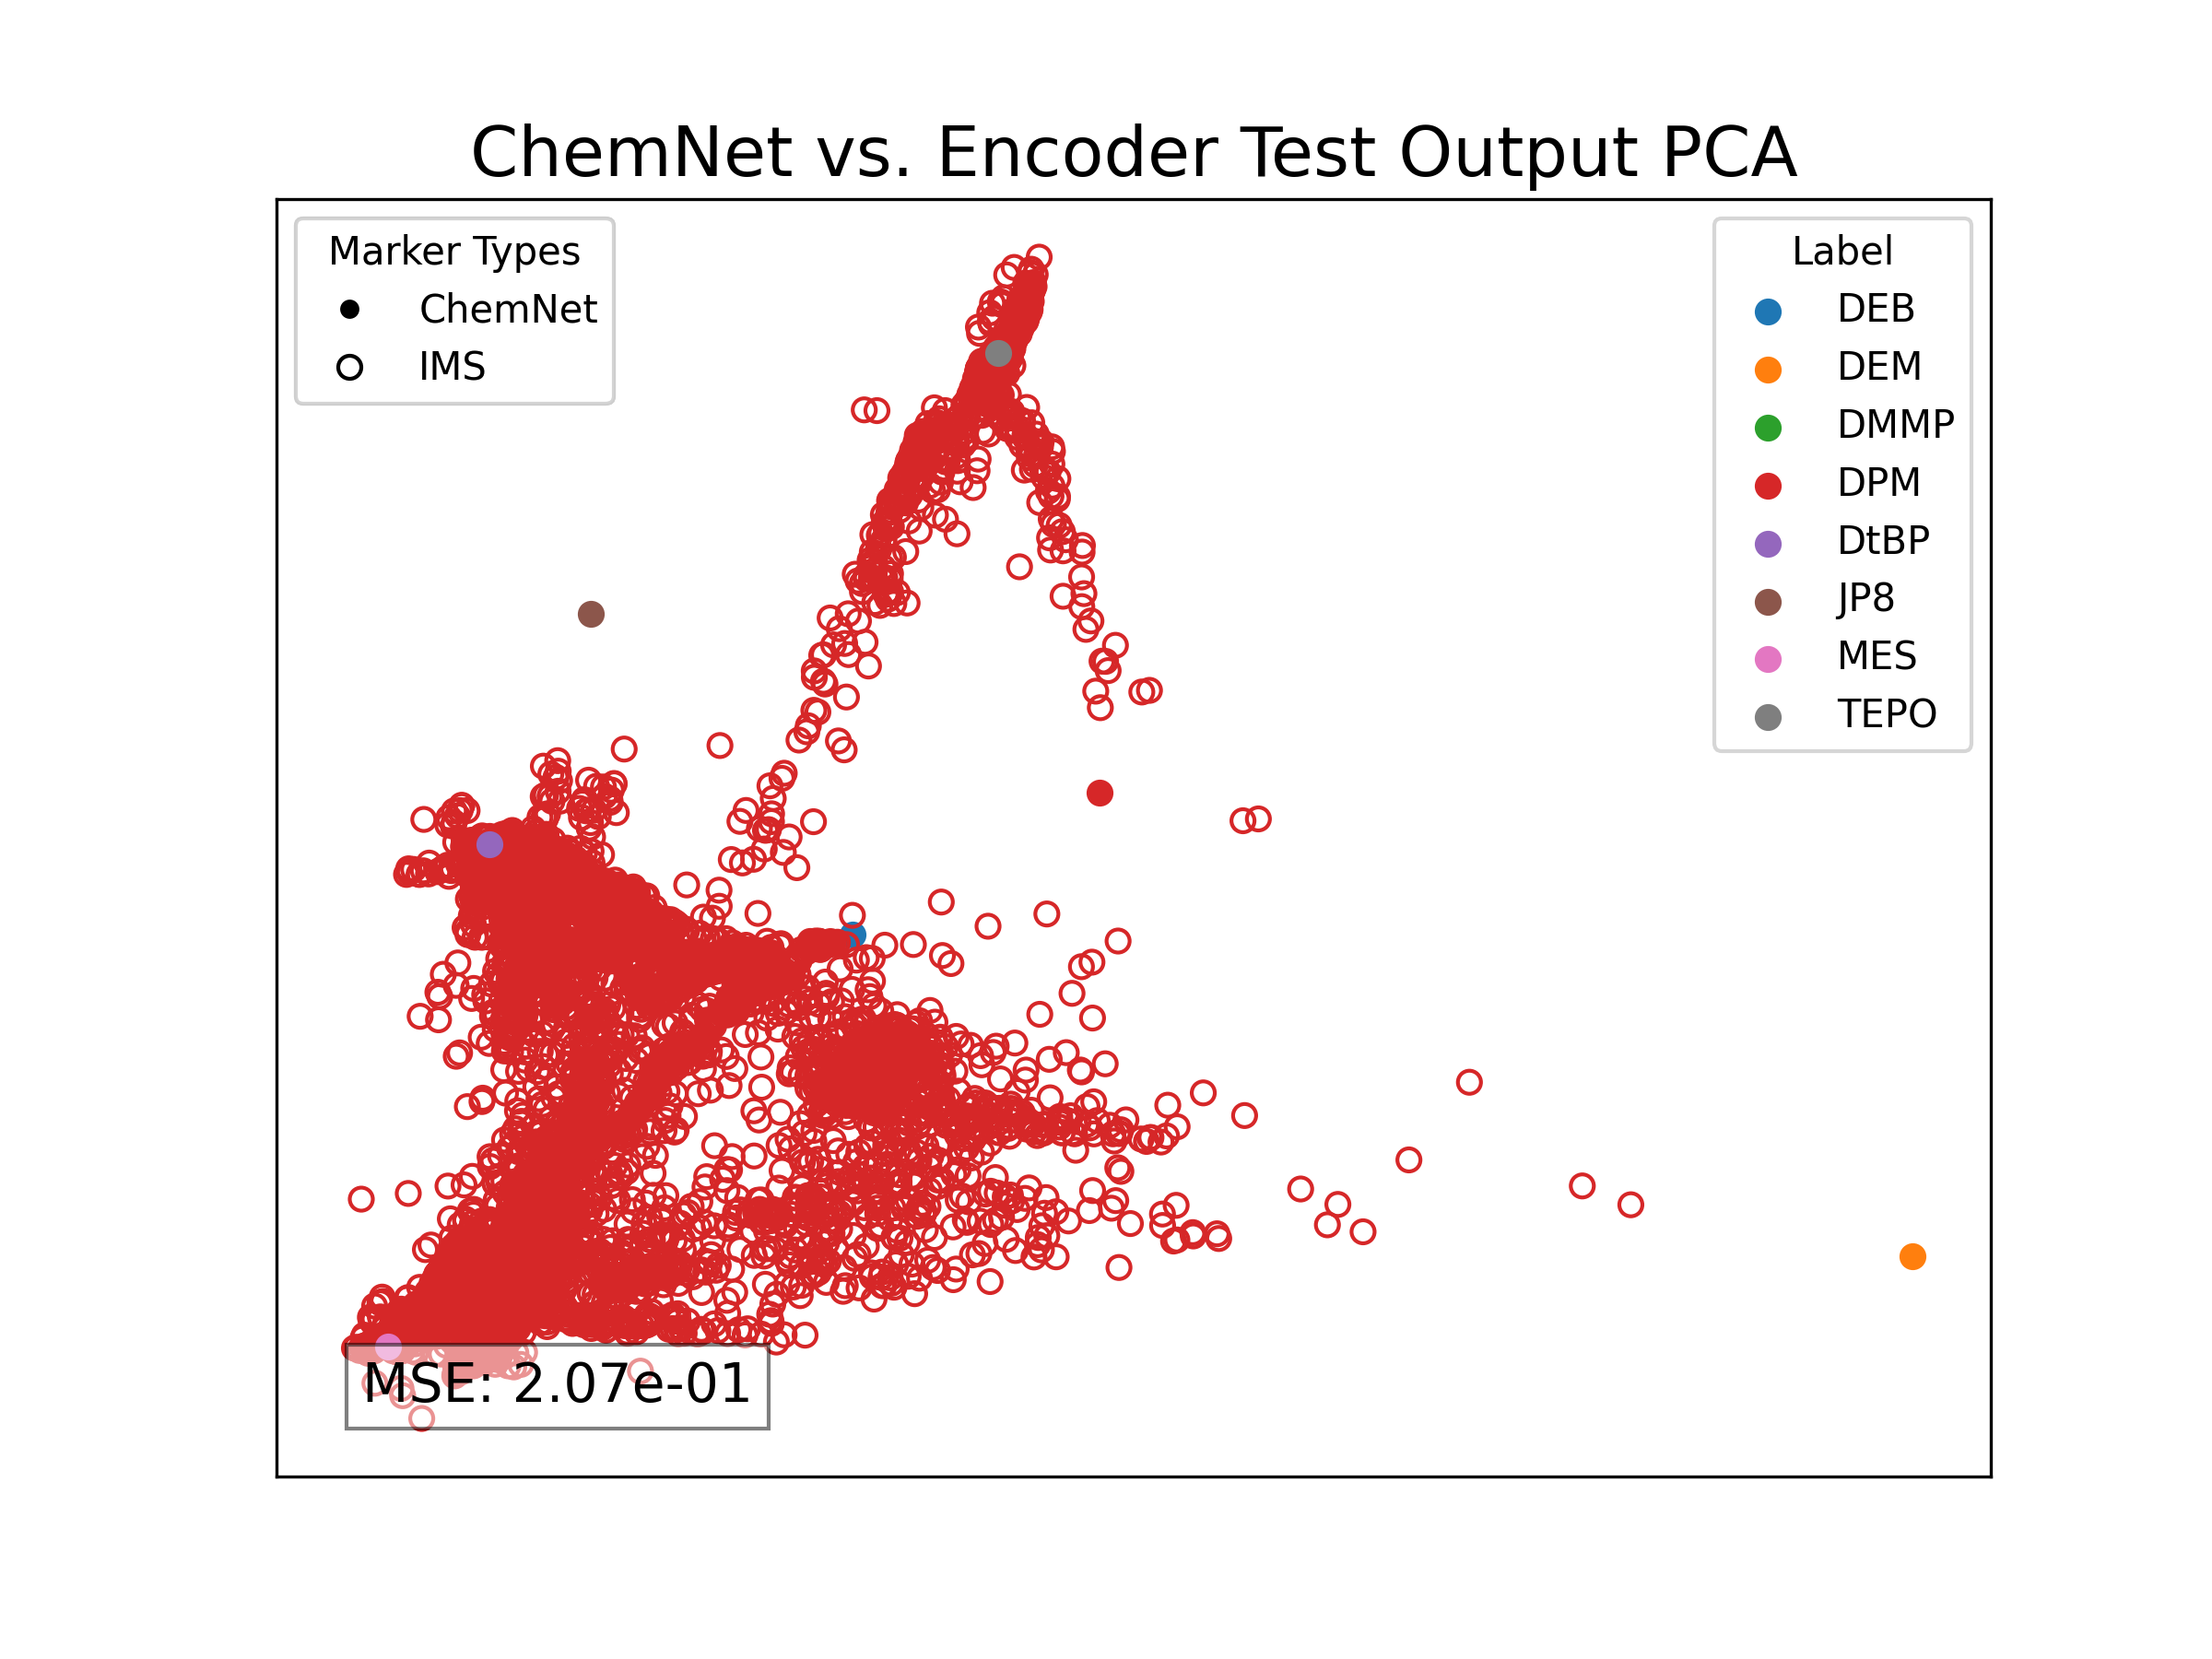 ChemNet vs. Encoder Test Output PCA
Marker Types
ChemNet
IMS
Label
DEB
DEM
DMMP
DPM
DtBP
JP8
MES
TEPO
MSE: 2.07e-01